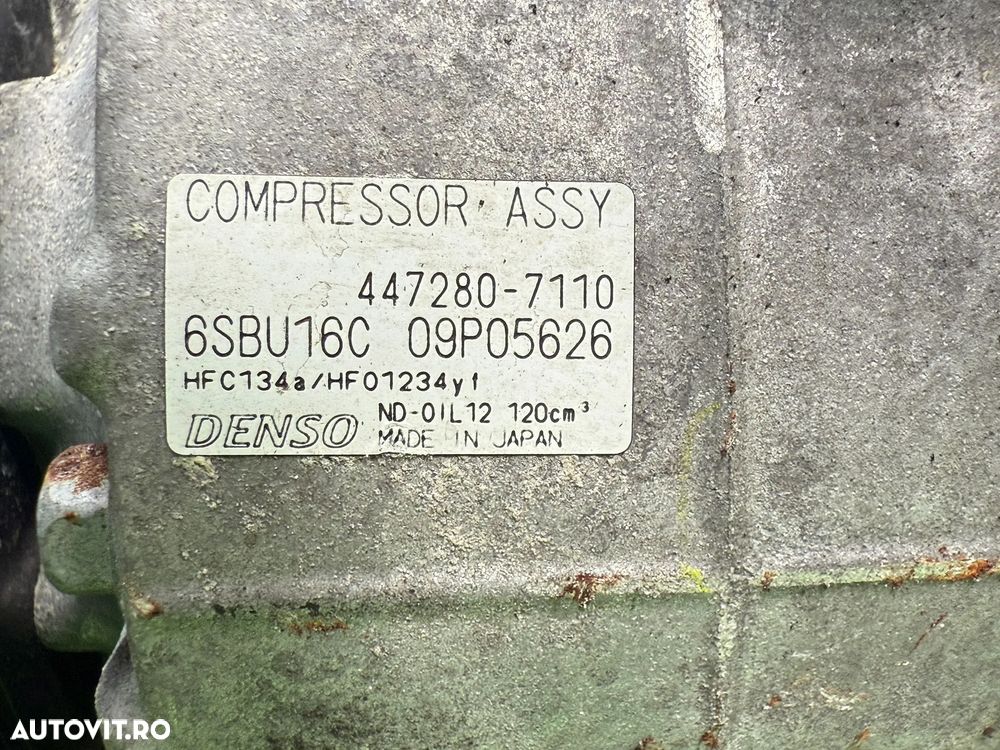 COMPRESSOR ASSY
447280-7110
6SBU16C 09P05626
HFC134a/HFO1234yf
DENSO ND-OIL12 120cm³
MADE IN JAPAN
AUTOVIT.RO